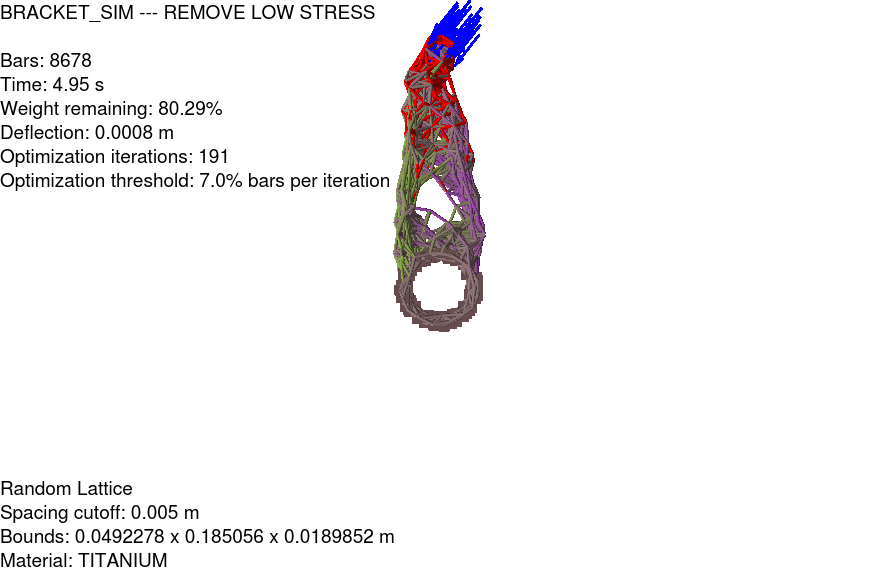 BRACKET_SIM --- REMOVE LOW STRESS
Bars: 8678
Time: 4.95 s
Weight remaining: 80.29%
Deflection: 0.0008 m
Optimization iterations: 191
Optimization threshold: 7.0% bars per iteration
Random Lattice
Spacing cutoff: 0.005 m
Bounds: 0.0492278 x 0.185056 x 0.0189852 m
Material: TITANIUM